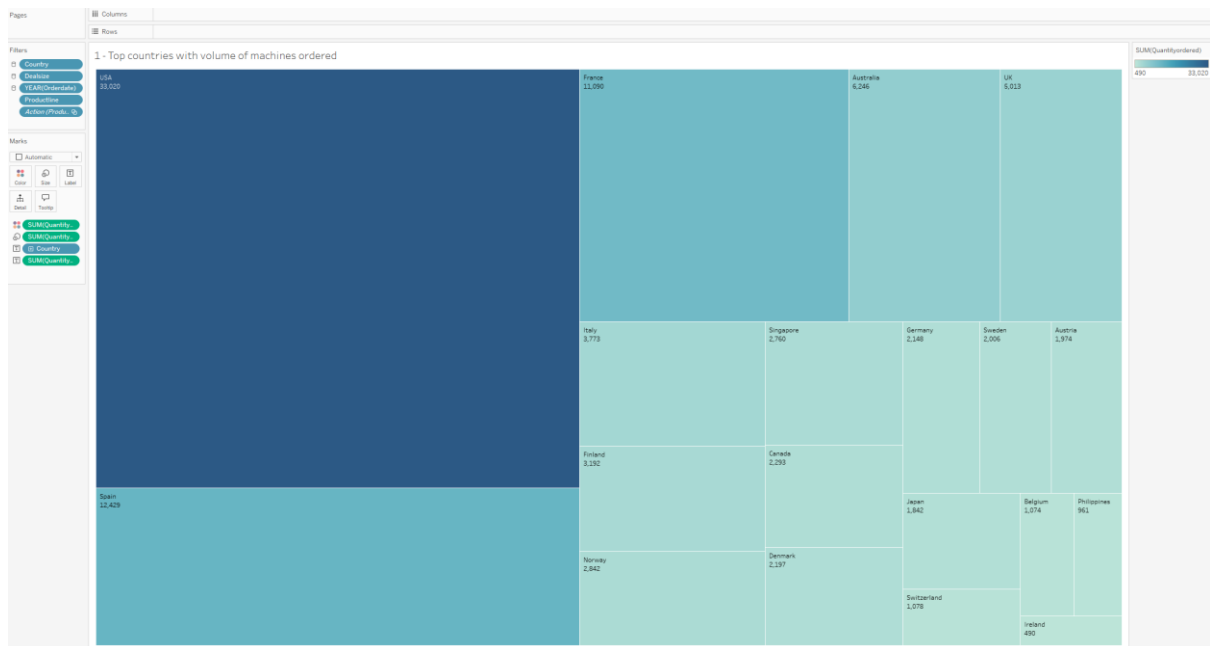 Pages
Columns
Rows
Filters
Country
Dealsize
YEAR(Orderdate)
Productline
Action (Produ..
Marks
Automatic
Color
Size
Label
Detail
Tooltip
SUM(Quantity..
SUM(Quantity..
Country
SUM(Quantity..
1 - Top countries with volume of machines ordered
USA
33,020
Spain
12,429
France
11,090
Australia
6,246
UK
5,013
Italy
3,773
Finland
3,192
Norway
2,842
Singapore
2,760
Canada
2,293
Denmark
2,197
Germany
2,148
Sweden
2,006
Austria
1,974
Japan
1,842
Switzerland
1,078
Belgium
1,074
Philippines
961
Ireland
490
SUM(Quantityordered)
490 33,020